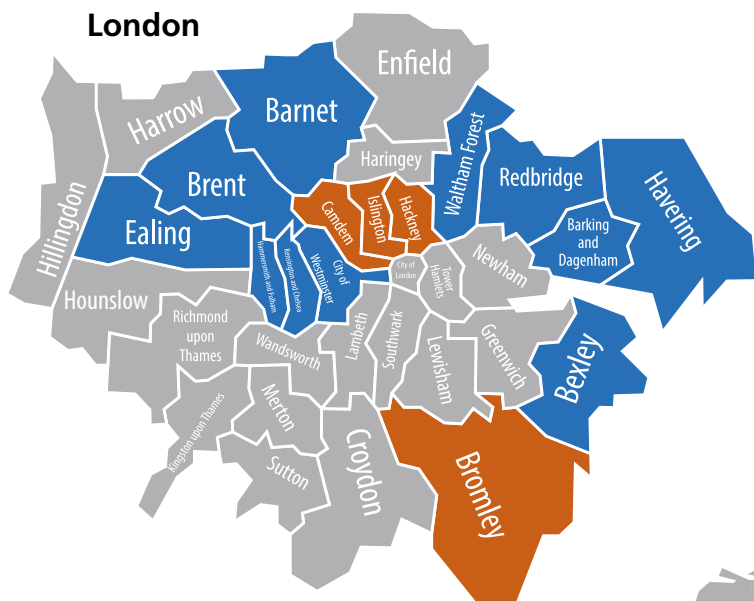 London
Enfield
Harrow
Barnet
Haringey
Waltham Forest
Redbridge
Havering
Brent
Camdem
Islington
Hackney
Hillingdon
Ealing
Barking
and
Dagenham
Hammersmith and Fulham
Kensington and Chelsea
City of
Westminster
City of
London
Tower
Hamlets
Newham
Hounslow
Richmond
upon
Thames
Wandsworth
Lambeth
Southwark
Lewisham
Greenwich
Bexley
Kingston upon Thames
Merton
Sutton
Croydon
Bromley